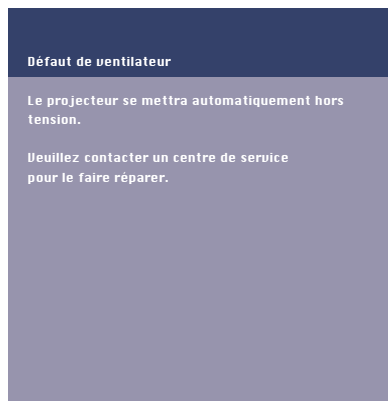 Défaut de ventilateur
Le projecteur se mettra automatiquement hors
tension.
Veuillez contacter un centre de service
pour le faire réparer.